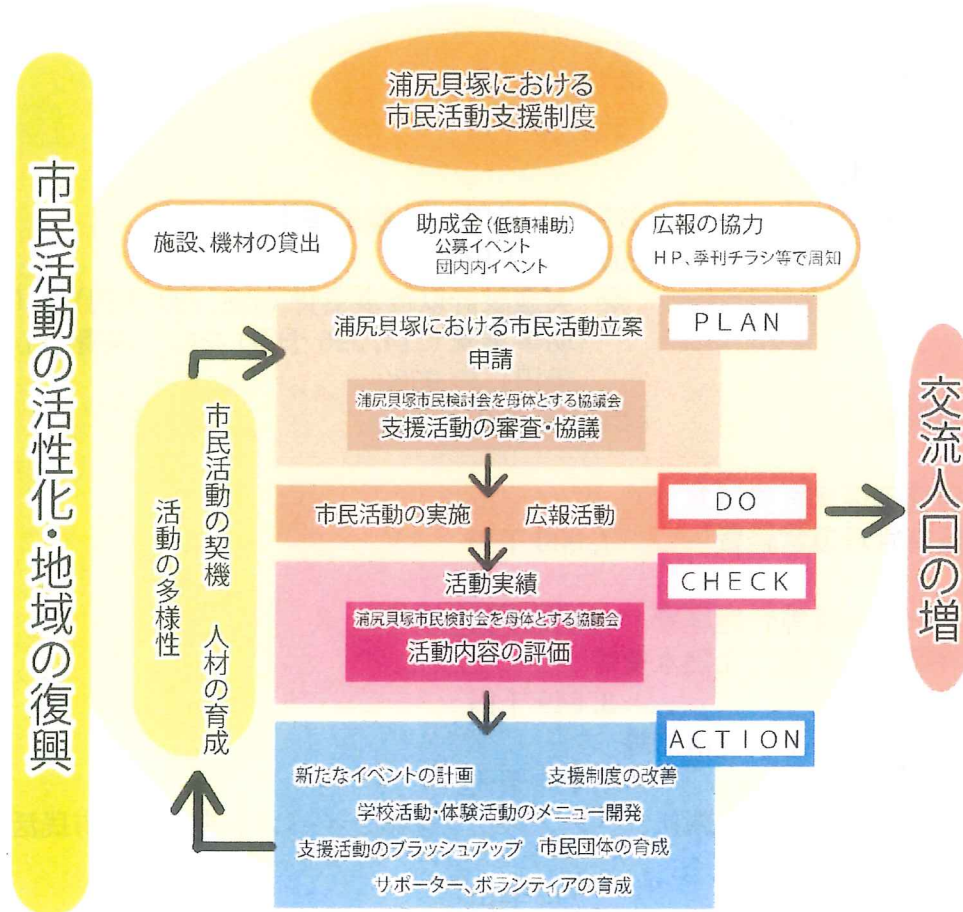 浦尻貝塚における
市民活動支援制度
市民活動の活性化・地域の復興
施設、機材の貸出
助成金(低額補助)
公募イベント
団内内イベント
広報の協力
HP、季刊チラシ等で周知
PLAN
浦尻貝塚における市民活動立案
申請
浦尻貝塚市民検討会を母体とする協議会
支援活動の審査・協議
DO
市民活動の実施 広報活動
交流人口の増
CHECK
活動実績
浦尻貝塚市民検討会を母体とする協議会
活動内容の評価
ACTION
新たなイベントの計画 支援制度の改善
学校活動・体験活動のメニュー開発
支援活動のブラッシュアップ 市民団体の育成
サポーター、ボランティアの育成
市民活動の契機 人材の育成
活動の多様性